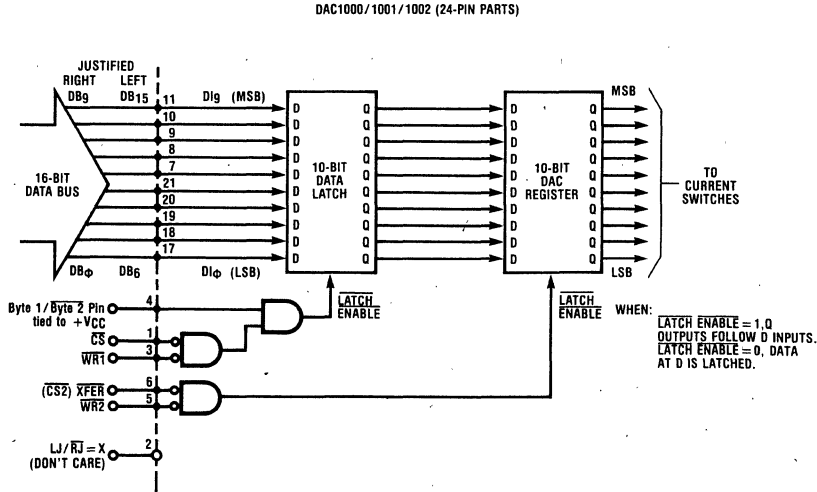 DAC1000/1001/1002 (24-PIN PARTS)
JUSTIFIED
RIGHT LEFT
DB9 DB15 11 DI9 (MSB)
10
9
8
7
21
20
19
18
17
DBΦ DB6 DIΦ (LSB)
16-BIT
DATA BUS
D Q
D Q
D Q
D Q
D Q
D Q
D Q
D Q
D Q
D Q
10-BIT
DATA
LATCH
D Q
D Q
D Q
D Q
D Q
D Q
D Q
D Q
D Q
D Q
10-BIT
DAC
REGISTER
MSB
LSB
TO
CURRENT
SWITCHES
LATCH
ENABLE
LATCH
ENABLE
WHEN:
LATCH ENABLE = 1, Q
OUTPUTS FOLLOW D INPUTS.
LATCH ENABLE = 0, DATA
AT D IS LATCHED.
Byte 1/Byte 2 Pin 4
tied to +VCC
CS 1
WR1 3
(CS2) XFER 6
WR2 5
LJ/RJ = X 2
(DON'T CARE)